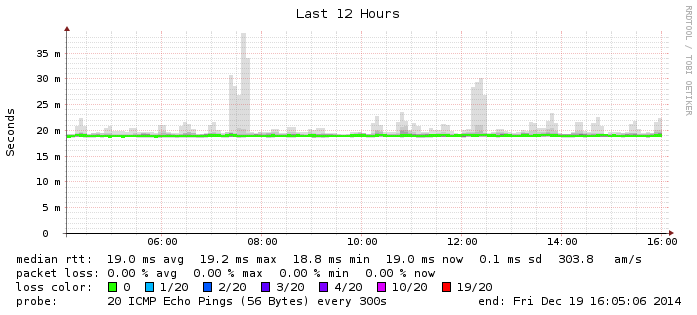 Last 12 Hours
RRDTOOL / TOBI OETIKER
Seconds
35 m
30 m
25 m
20 m
15 m
10 m
5 m
0
06:00 08:00 10:00 12:00 14:00 16:00
median rtt: 19.0 ms avg 19.2 ms max 18.8 ms min 19.0 ms now 0.1 ms sd 303.8 am/s
packet loss: 0.00 % avg 0.00 % max 0.00 % min 0.00 % now
loss color: 0 1/20 2/20 3/20 4/20 10/20 19/20
probe: 20 ICMP Echo Pings (56 Bytes) every 300s end: Fri Dec 19 16:05:06 2014